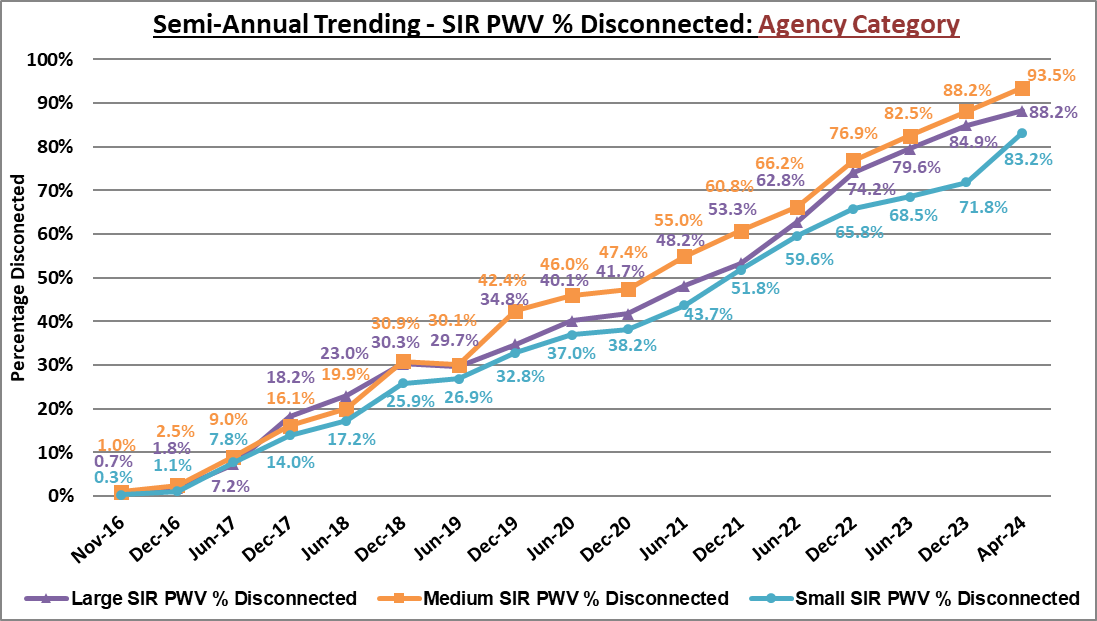 Semi-Annual Trending - SIR PWV % Disconnected: Agency Category
Percentage Disconected
100%
90%
80%
70%
60%
50%
40%
30%
20%
10%
0%
1.0%
0.7%
0.3%
2.5%
1.8%
1.1%
9.0%
7.8%
7.2%
18.2%
16.1%
14.0%
23.0%
19.9%
17.2%
30.9%
30.3%
25.9%
30.1%
29.7%
26.9%
42.4%
34.8%
32.8%
46.0%
40.1%
37.0%
47.4%
41.7%
38.2%
55.0%
48.2%
43.7%
60.8%
53.3%
51.8%
66.2%
62.8%
59.6%
76.9%
74.2%
65.8%
82.5%
79.6%
68.5%
88.2%
84.9%
71.8%
93.5%
88.2%
83.2%
Nov-16
Dec-16
Jun-17
Dec-17
Jun-18
Dec-18
Jun-19
Dec-19
Jun-20
Dec-20
Jun-21
Dec-21
Jun-22
Dec-22
Jun-23
Dec-23
Apr-24
Large SIR PWV % Disconnected
Medium SIR PWV % Disconnected
Small SIR PWV % Disconnected